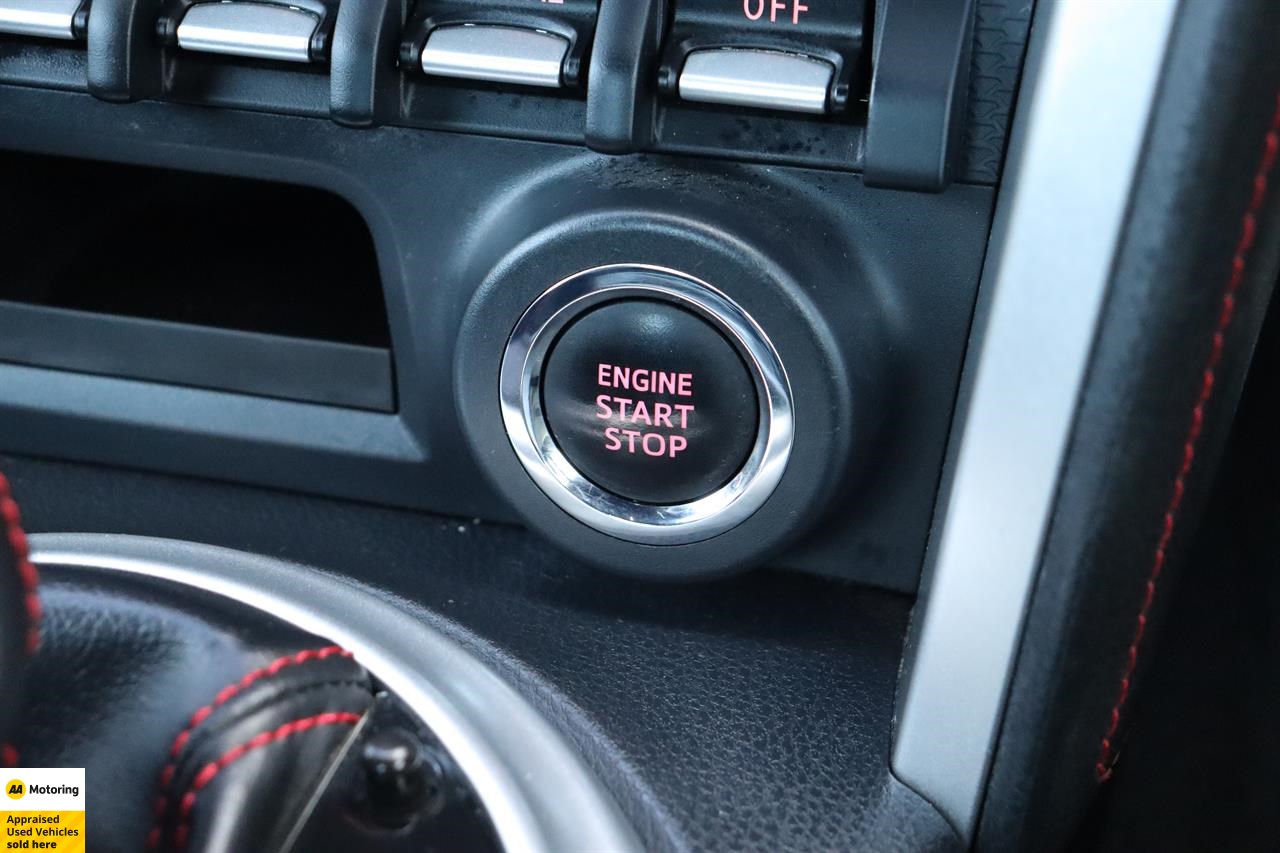 OFF
ENGINE
START
STOP
AA Motoring
Appraised
Used Vehicles
sold here